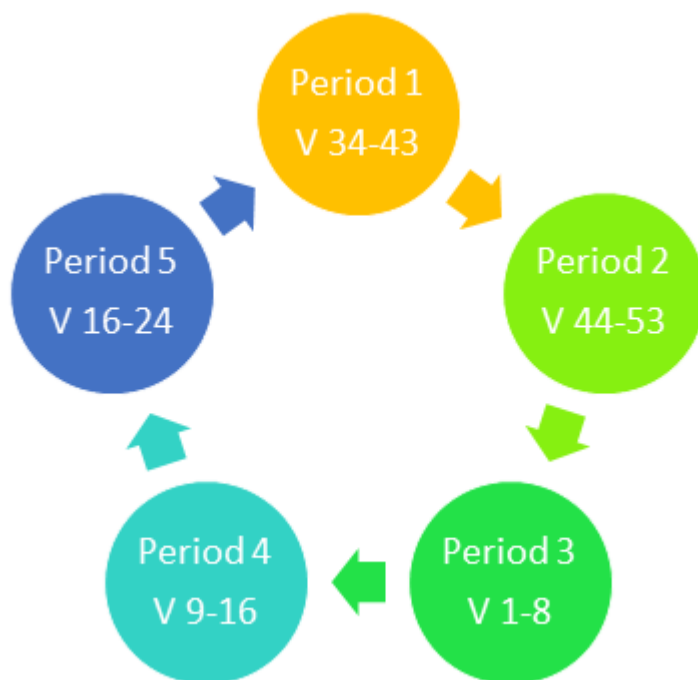 Period 1
V 34-43
Period 2
V 44-53
Period 3
V 1-8
Period 4
V 9-16
Period 5
V 16-24